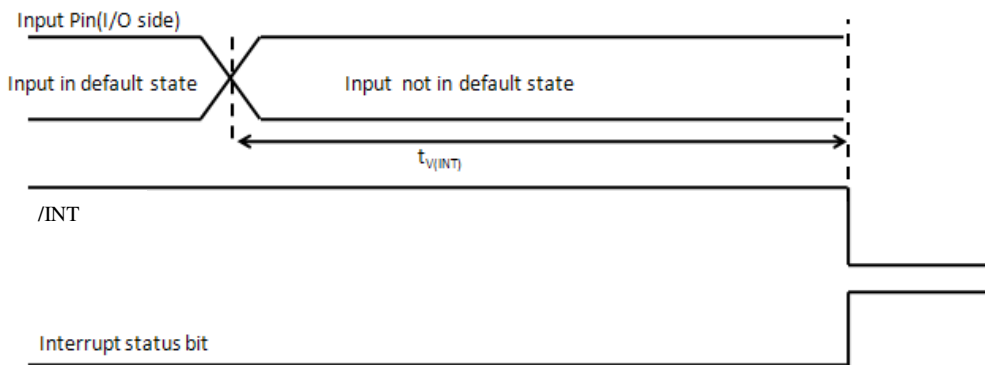 Input Pin(I/O side)
Input in default state
Input not in default state
tV(INT)
/INT
Interrupt status bit